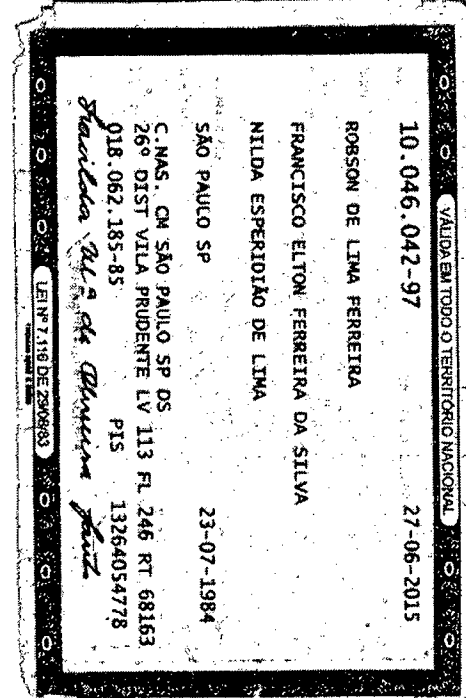 VÁLIDA EM TODO O TERRITÓRIO NACIONAL
10.046.042-97 27-06-2015
ROBSON DE LIMA FERREIRA
FRANCISCO ELTON FERREIRA DA SILVA
NILDA ESPERIDIÃO DE LIMA
SÃO PAULO SP 23-07-1984
C.NAS. CM SÃO PAULO SP DS
26º DIST VILA PRUDENTE LV 113 FL 246 RT 68163
018.062.185-85 PIS 13264054778
LEI Nº 7.116 DE 29/08/83